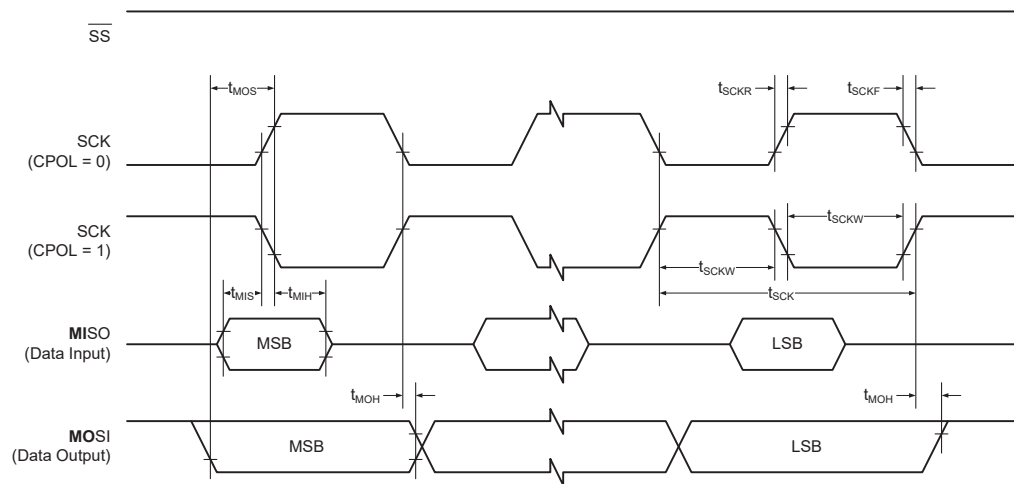 SS
tMOS
tSCKR
tSCKF
SCK
(CPOL = 0)
SCK
(CPOL = 1)
tSCKW
tSCKW
tMIS
tMIH
tSCK
MISO
(Data Input)
MSB
LSB
tMOH
tMOH
MOSI
(Data Output)
MSB
LSB